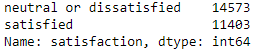 neutral or dissatisfied    14573
satisfied                  11403
Name: satisfaction, dtype: int64